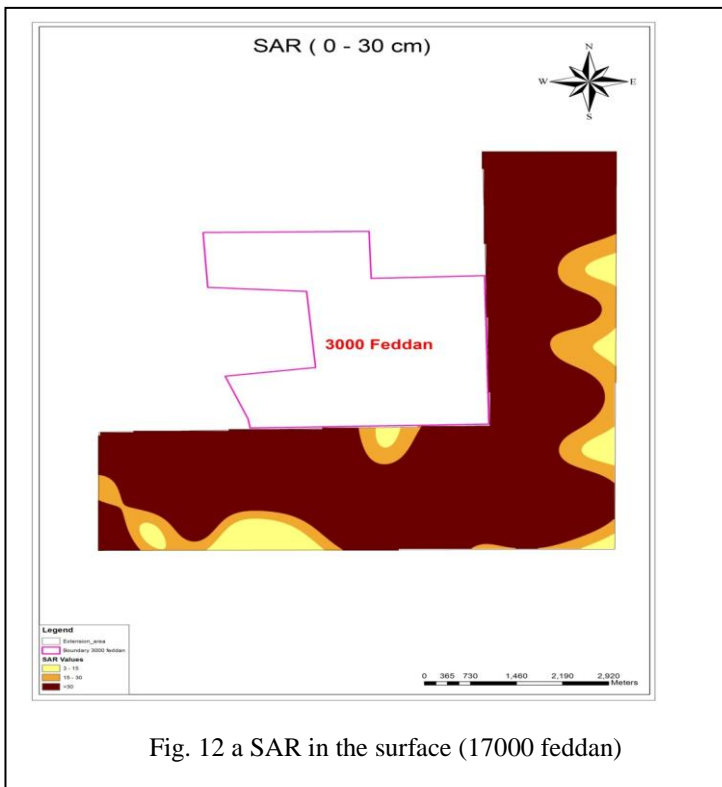 SAR ( 0 - 30 cm)
N
W E
S
3000 Feddan
Legend
Extension_area
Boundary 3000 feddan
SAR Values
3 - 15
15 - 30
>30
0 365 730 1,460 2,190 2,920
Meters
Fig. 12 a SAR in the surface (17000 feddan)